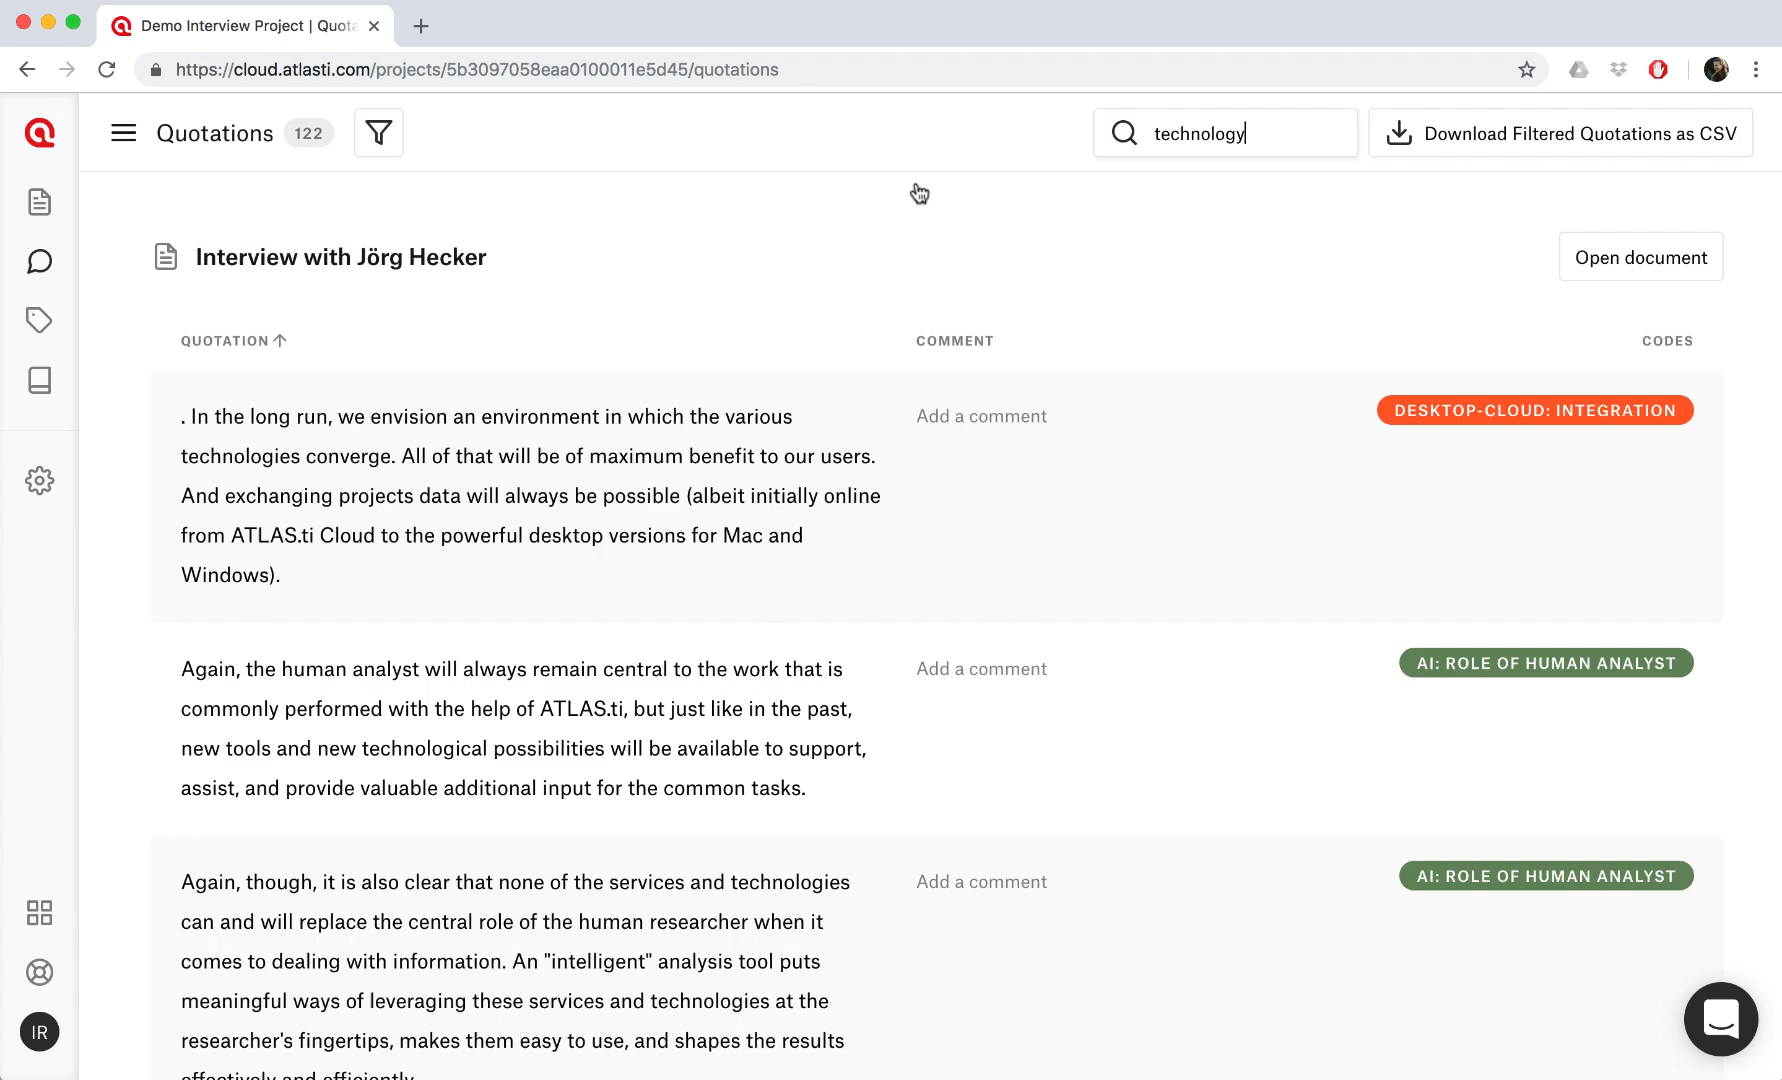 Demo Interview Project | Quota
https://cloud.atlasti.com/projects/5b3097058eaa0100011e5d45/quotations
Quotations 122
technology
Download Filtered Quotations as CSV
Interview with Jörg Hecker
Open document
QUOTATION
COMMENT
CODES
. In the long run, we envision an environment in which the various
technologies converge. All of that will be of maximum benefit to our users.
And exchanging projects data will always be possible (albeit initially online
from ATLAS.ti Cloud to the powerful desktop versions for Mac and
Windows).
Add a comment
DESKTOP-CLOUD: INTEGRATION
Again, the human analyst will always remain central to the work that is
commonly performed with the help of ATLAS.ti, but just like in the past,
new tools and new technological possibilities will be available to support,
assist, and provide valuable additional input for the common tasks.
Add a comment
AI: ROLE OF HUMAN ANALYST
Again, though, it is also clear that none of the services and technologies
can and will replace the central role of the human researcher when it
comes to dealing with information. An "intelligent" analysis tool puts
meaningful ways of leveraging these services and technologies at the
researcher's fingertips, makes them easy to use, and shapes the results
effectively and efficiently.
Add a comment
AI: ROLE OF HUMAN ANALYST
IR